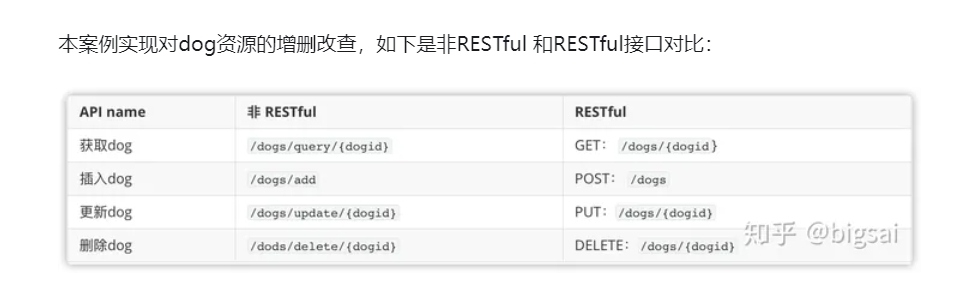 本案例实现对dog资源的增删改查，如下是非RESTful 和RESTful接口对比：
API name 非 RESTful RESTful
获取dog /dogs/query/{dogid} GET： /dogs/{dogid}
插入dog /dogs/add POST： /dogs
更新dog /dogs/update/{dogid} PUT：/dogs/{dogid}
删除dog /dods/delete/{dogid} DELETE：/dogs/{dogid}
知乎 @bigsai